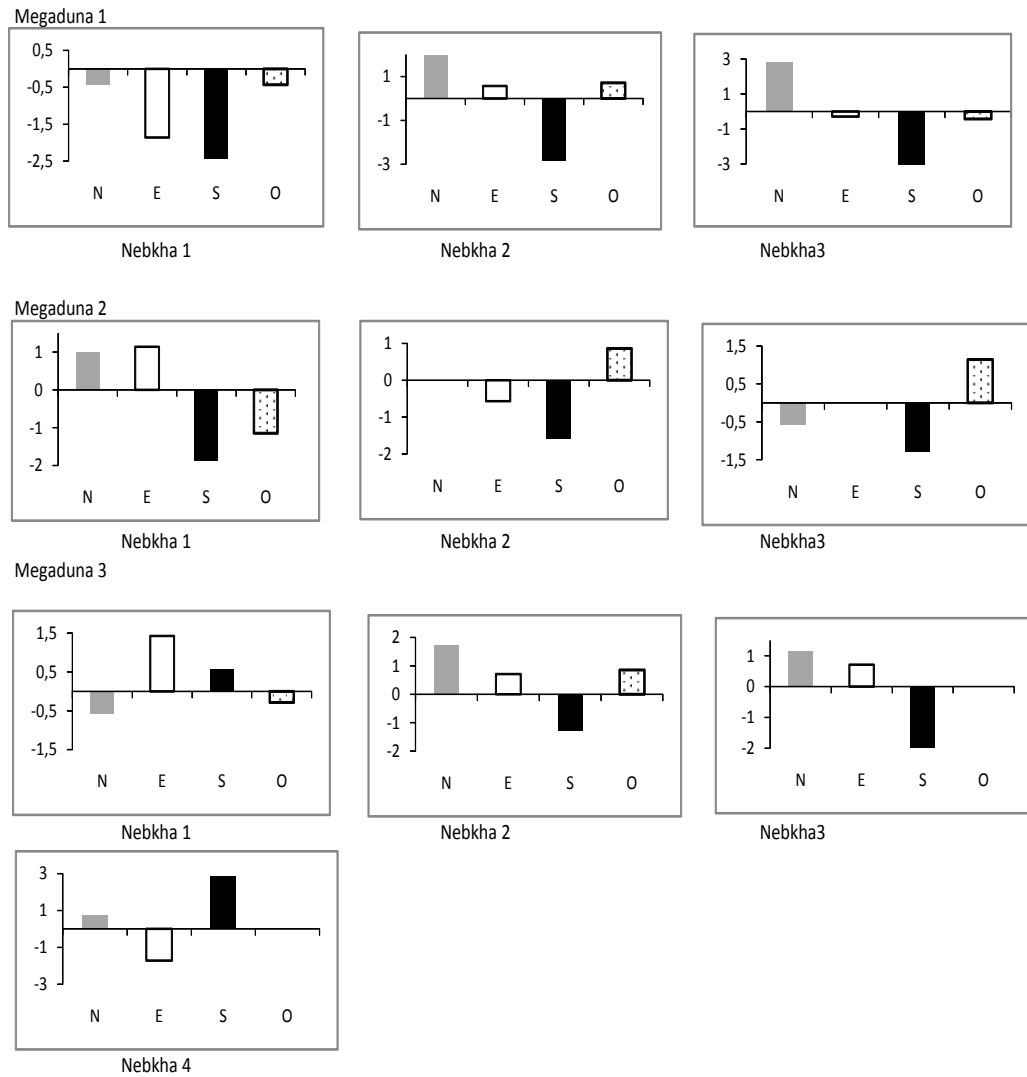 Megaduna 1
0,5
-0,5
-1,5
-2,5
N E S O
Nebkha 1
1
-1
-3
N E S O
Nebkha 2
3
1
-1
-3
N E S O
Nebkha3
Megaduna 2
1
0
-1
-2
N E S O
Nebkha 1
1
0
-1
-2
N E S O
Nebkha 2
1,5
0,5
-0,5
-1,5
N E S O
Nebkha3
Megaduna 3
1,5
0,5
-0,5
-1,5
N E S O
Nebkha 1
2
1
0
-1
-2
N E S O
Nebkha 2
1
0
-1
-2
N E S O
Nebkha3
3
1
-1
-3
N E S O
Nebkha 4